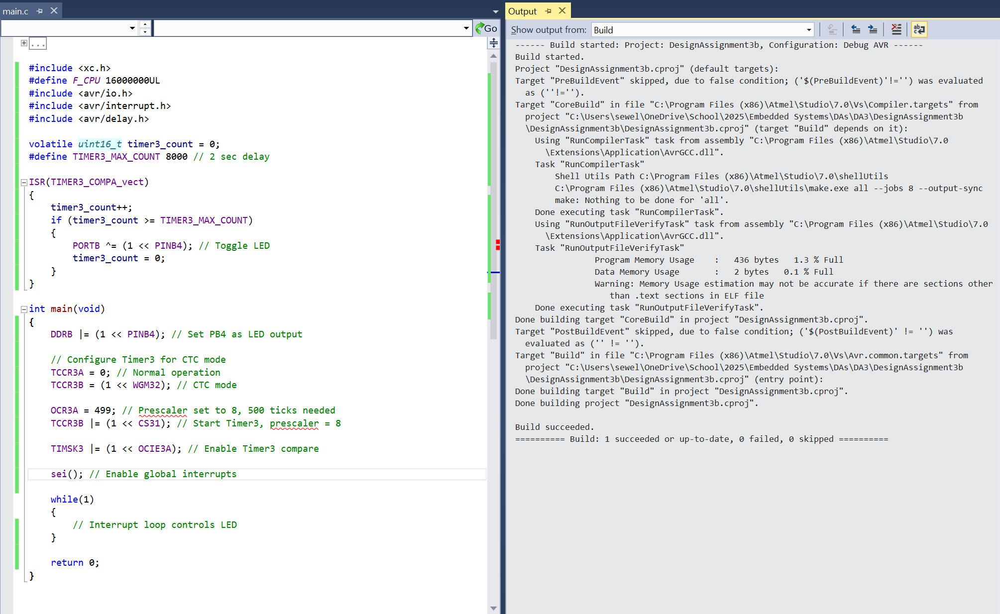 main.c
Go
...
#include <xc.h>
#define F_CPU 16000000UL
#include <avr/io.h>
#include <avr/interrupt.h>
#include <avr/delay.h>
volatile uint16_t timer3_count = 0;
#define TIMER3_MAX_COUNT 8000 // 2 sec delay
ISR(TIMER3_COMPA_vect)
{
    timer3_count++;
    if (timer3_count >= TIMER3_MAX_COUNT)
    {
        PORTB ^= (1 << PINB4); // Toggle LED
        timer3_count = 0;
    }
}
int main(void)
{
    DDRB |= (1 << PINB4); // Set PB4 as LED output
    // Configure Timer3 for CTC mode
    TCCR3A = 0; // Normal operation
    TCCR3B = (1 << WGM32); // CTC mode
    OCR3A = 499; // Prescaler set to 8, 500 ticks needed
    TCCR3B |= (1 << CS31); // Start Timer3, prescaler = 8
    TIMSK3 |= (1 << OCIE3A); // Enable Timer3 compare
    sei(); // Enable global interrupts
    while(1)
    {
        // Interrupt loop controls LED
    }
    return 0;
}
Output
Show output from: Build
------ Build started: Project: DesignAssignment3b, Configuration: Debug AVR ------
Build started.
Project "DesignAssignment3b.cproj" (default targets):
Target "PreBuildEvent" skipped, due to false condition; ('$(PreBuildEvent)'!='') was evaluated
as (''!='').
Target "CoreBuild" in file "C:\Program Files (x86)\Atmel\Studio\7.0\Vs\Compiler.targets" from
project "C:\Users\sewel\OneDrive\School\2025\Embedded Systems\DAs\DA3\DesignAssignment3b
\DesignAssignment3b\DesignAssignment3b.cproj" (target "Build" depends on it):
Using "RunCompilerTask" task from assembly "C:\Program Files (x86)\Atmel\Studio\7.0
\Extensions\Application\AvrGCC.dll".
Task "RunCompilerTask"
Shell Utils Path C:\Program Files (x86)\Atmel\Studio\7.0\shellUtils
C:\Program Files (x86)\Atmel\Studio\7.0\shellUtils\make.exe all --jobs 8 --output-sync
make: Nothing to be done for 'all'.
Done executing task "RunCompilerTask".
Using "RunOutputFileVerifyTask" task from assembly "C:\Program Files (x86)\Atmel\Studio\7.0
\Extensions\Application\AvrGCC.dll".
Task "RunOutputFileVerifyTask"
Program Memory Usage : 436 bytes 1.3 % Full
Data Memory Usage : 2 bytes 0.1 % Full
Warning: Memory Usage estimation may not be accurate if there are sections other
than .text sections in ELF file
Done executing task "RunOutputFileVerifyTask".
Done building target "CoreBuild" in project "DesignAssignment3b.cproj".
Target "PostBuildEvent" skipped, due to false condition; ('$(PostBuildEvent)' != '') was
evaluated as ('' != '').
Target "Build" in file "C:\Program Files (x86)\Atmel\Studio\7.0\Vs\Avr.common.targets" from
project "C:\Users\sewel\OneDrive\School\2025\Embedded Systems\DAs\DA3\DesignAssignment3b
\DesignAssignment3b\DesignAssignment3b.cproj" (entry point):
Done building target "Build" in project "DesignAssignment3b.cproj".
Done building project "DesignAssignment3b.cproj".
Build succeeded.
========== Build: 1 succeeded or up-to-date, 0 failed, 0 skipped ==========